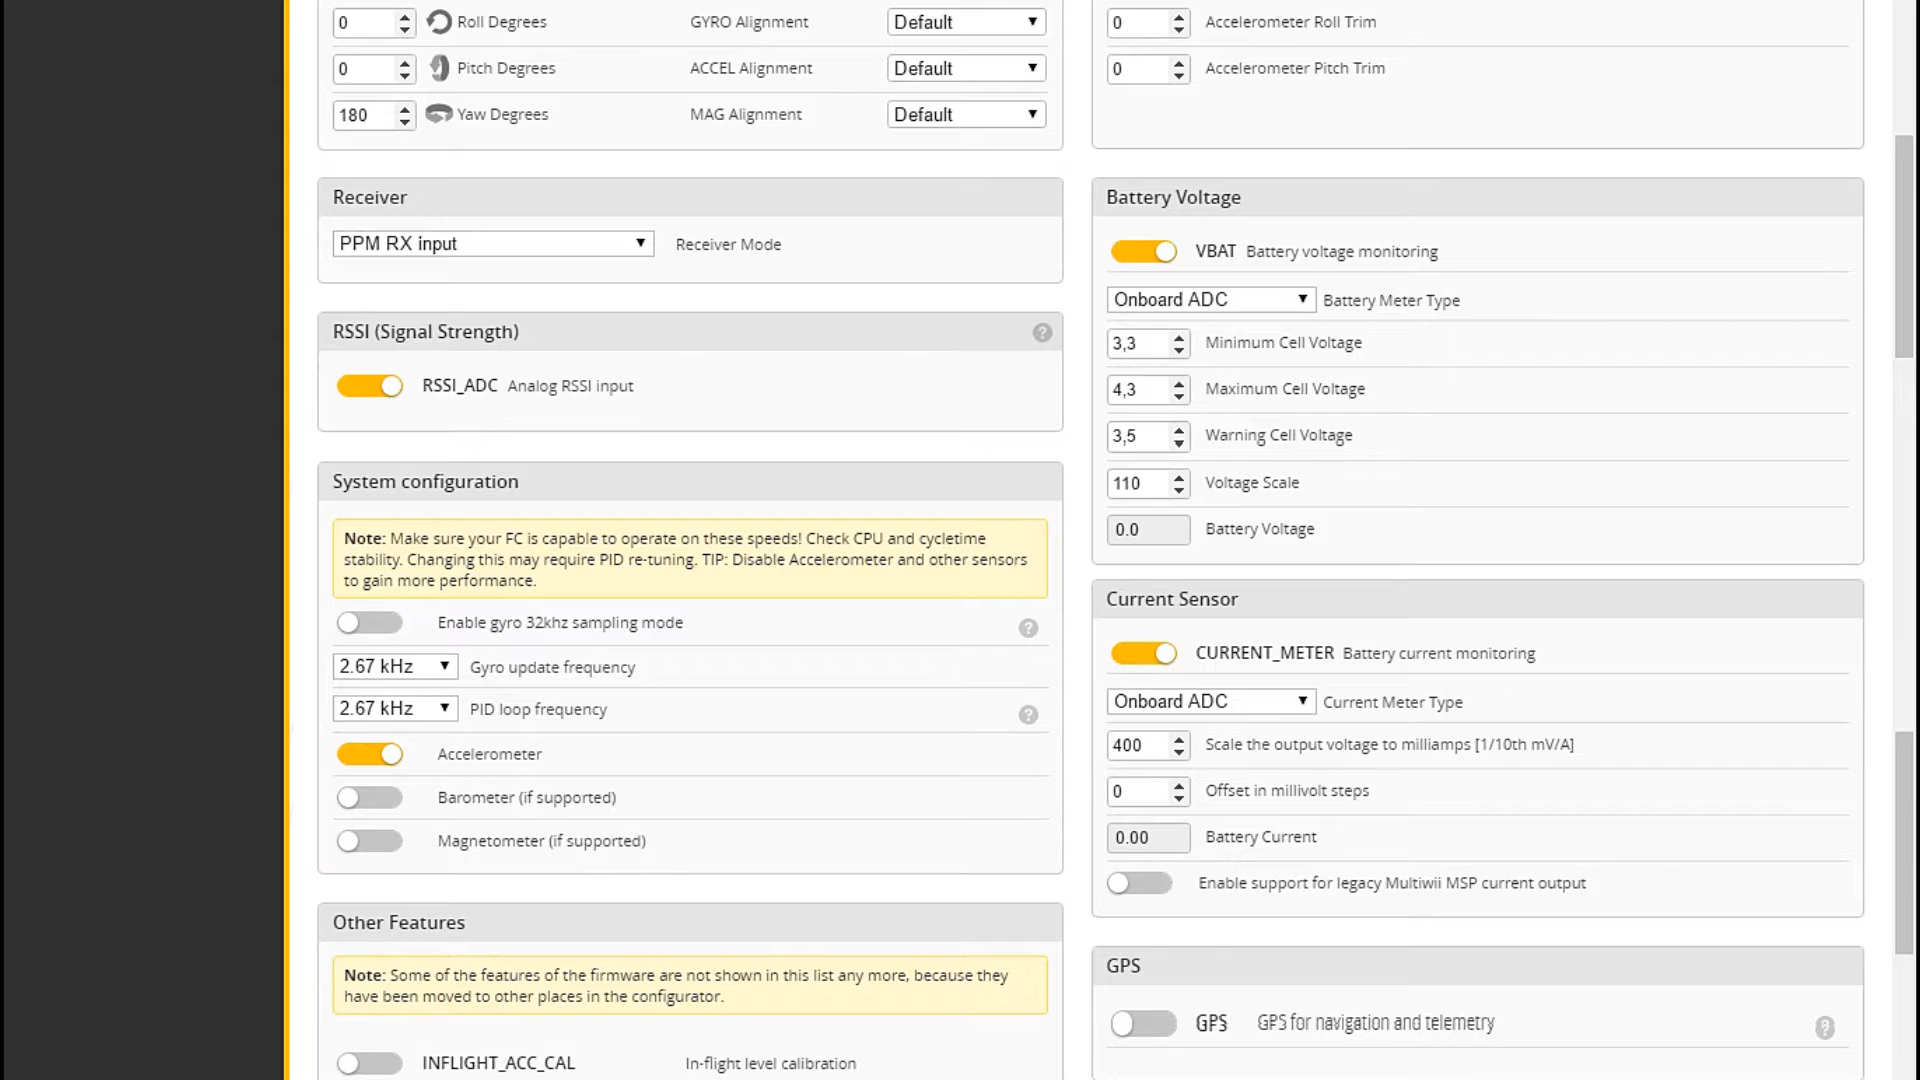 0 Roll Degrees GYRO Alignment Default
0 Pitch Degrees ACCEL Alignment Default
180 Yaw Degrees MAG Alignment Default
0 Accelerometer Roll Trim
0 Accelerometer Pitch Trim
Receiver
PPM RX input Receiver Mode
RSSI (Signal Strength) ?
RSSI_ADC Analog RSSI input
System configuration
Note: Make sure your FC is capable to operate on these speeds! Check CPU and cycletime
stability. Changing this may require PID re-tuning. TIP: Disable Accelerometer and other sensors
to gain more performance.
Enable gyro 32khz sampling mode ?
2.67 kHz Gyro update frequency
2.67 kHz PID loop frequency ?
Accelerometer
Barometer (if supported)
Magnetometer (if supported)
Other Features
Note: Some of the features of the firmware are not shown in this list any more, because they
have been moved to other places in the configurator.
INFLIGHT_ACC_CAL In-flight level calibration
Battery Voltage
VBAT Battery voltage monitoring
Onboard ADC Battery Meter Type
3,3 Minimum Cell Voltage
4,3 Maximum Cell Voltage
3,5 Warning Cell Voltage
110 Voltage Scale
0.0 Battery Voltage
Current Sensor
CURRENT_METER Battery current monitoring
Onboard ADC Current Meter Type
400 Scale the output voltage to milliamps [1/10th mV/A]
0 Offset in millivolt steps
0.00 Battery Current
Enable support for legacy Multiwii MSP current output
GPS
GPS GPS for navigation and telemetry ?